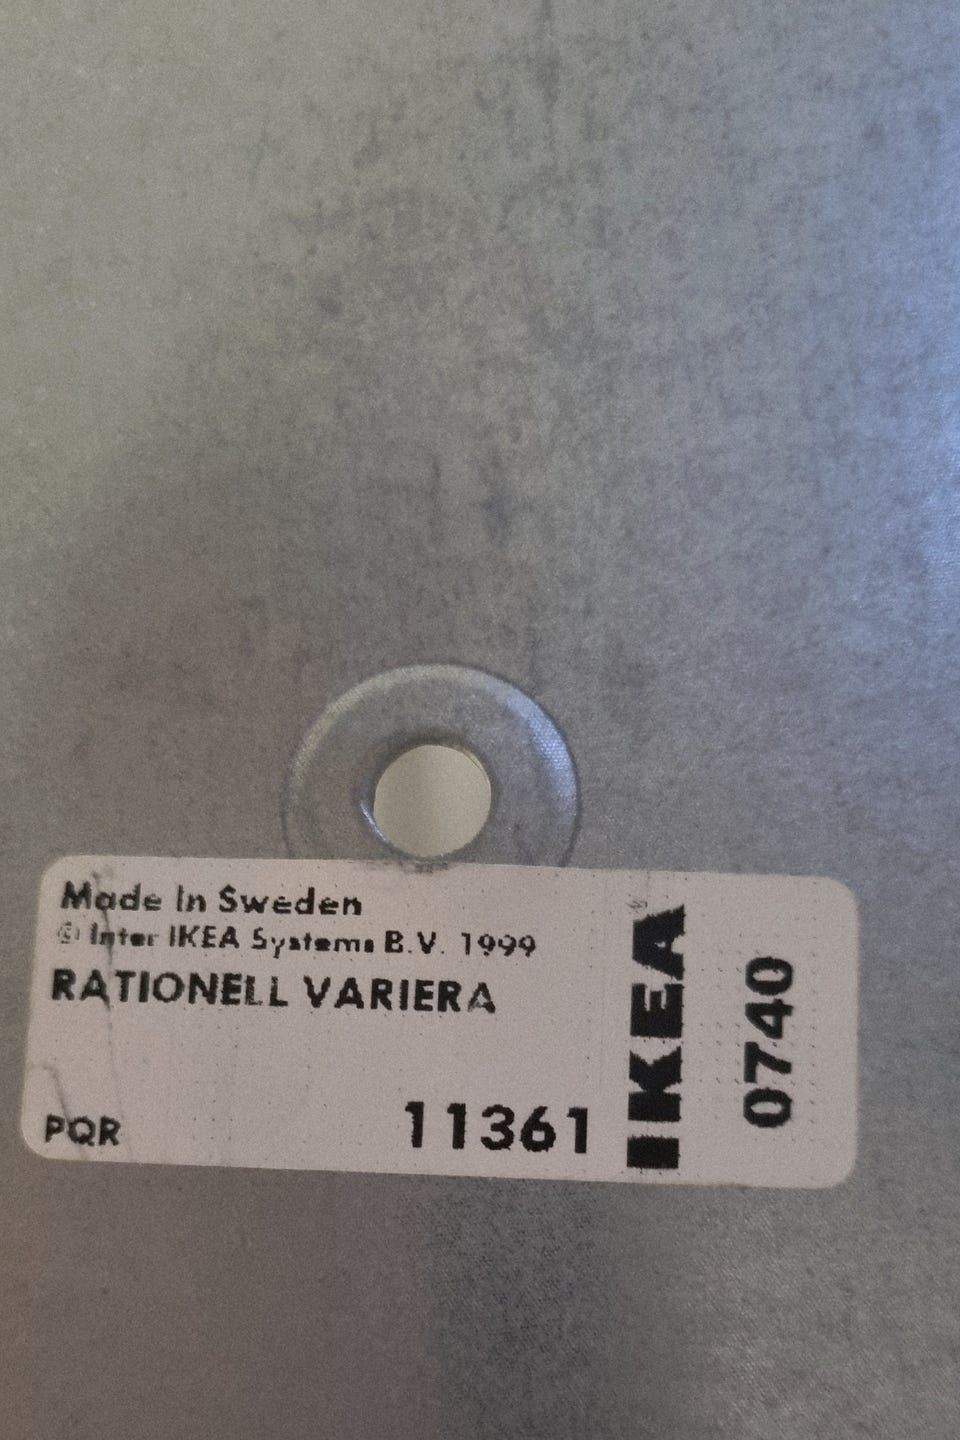 Made In Sweden
© Inter IKEA Systems B.V. 1999
RATIONELL VARIERA
PQR
11361
IKEA
0740